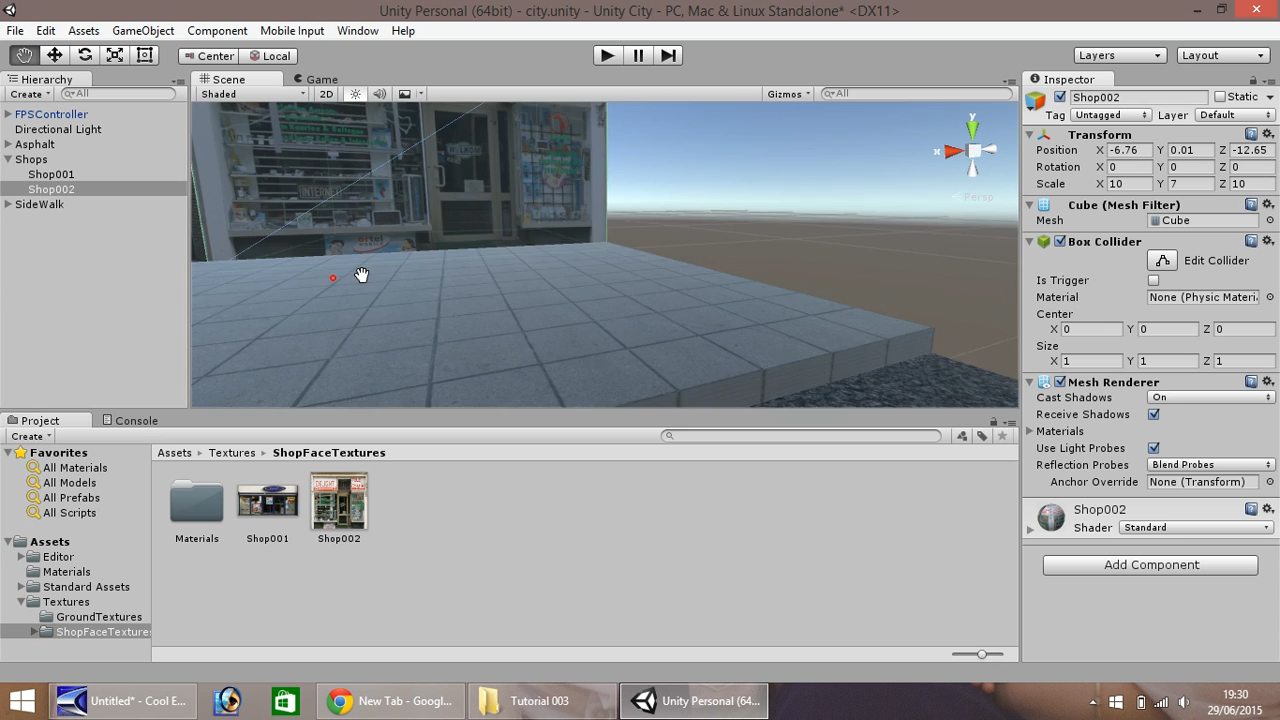 Unity Personal (64bit) - city.unity - Unity City - PC, Mac & Linux Standalone* <DX11>
File Edit Assets GameObject Component Mobile Input Window Help
Center Local Layers Layout
Hierarchy
Create All
FPSController
Directional Light
Asphalt
Shops
Shop001
Shop002
SideWalk
Scene Game
Shaded 2D Gizmos All
INTERNET
y
x
Persp
Inspector
Shop002 Static
Tag Untagged Layer Default
Transform
Position X -6.76 Y 0.01 Z -12.65
Rotation X 0 Y 0 Z 0
Scale X 10 Y 7 Z 10
Cube (Mesh Filter)
Mesh Cube
Box Collider
Edit Collider
Is Trigger
Material None (Physic Materi
Center
X 0 Y 0 Z 0
Size
X 1 Y 1 Z 1
Mesh Renderer
Cast Shadows On
Receive Shadows
Materials
Use Light Probes
Reflection Probes Blend Probes
Anchor Override None (Transform)
Shop002
Shader Standard
Add Component
Project Console
Create
Favorites
All Materials
All Models
All Prefabs
All Scripts
Assets
Editor
Materials
Standard Assets
Textures
GroundTextures
ShopFaceTextures
Assets Textures ShopFaceTextures
Materials Shop001 Shop002
Untitled* - Cool E... New Tab - Googl... Tutorial 003 Unity Personal (64...
19:30
29/06/2015